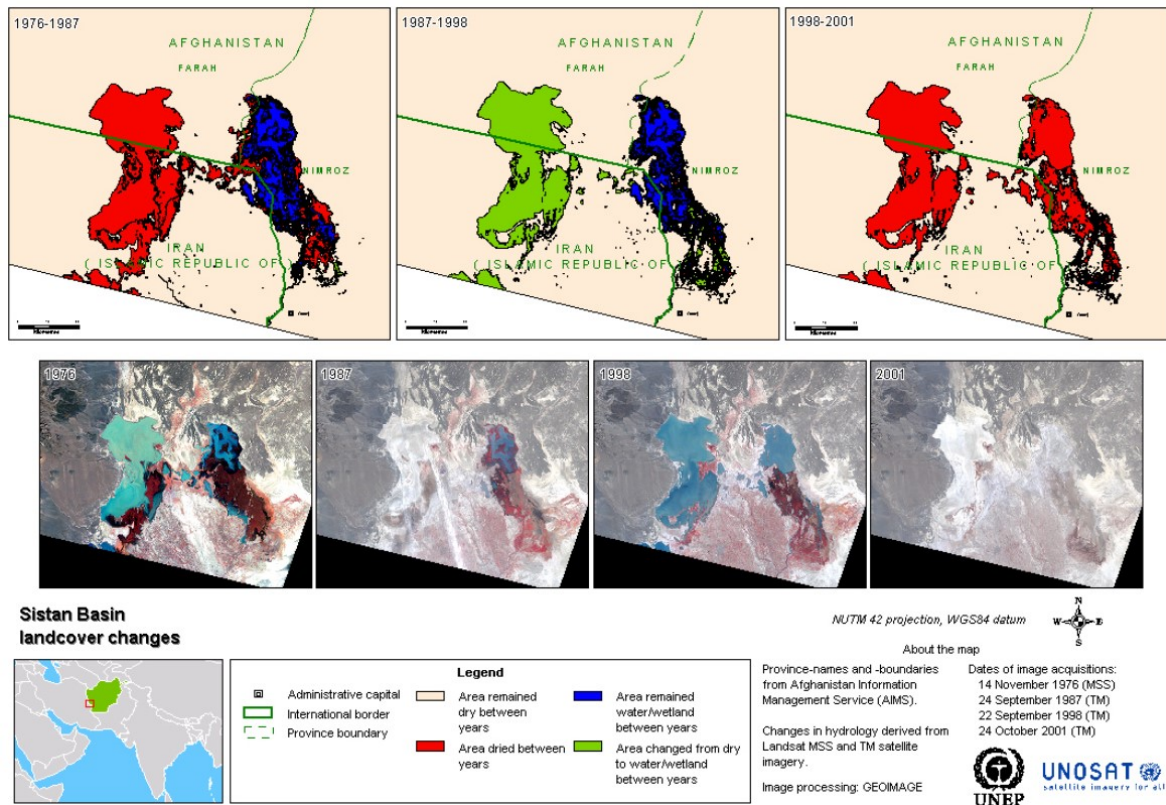 1976-1987
AFGHANISTAN
FARAH
NIMROZ
IRAN
( ISLAMIC REPUBLIC OF )
Kilometres
1987-1998
AFGHANISTAN
FARAH
NIMROZ
IRAN
( ISLAMIC REPUBLIC OF )
Kilometres
1998-2001
AFGHANISTAN
FARAH
NIMROZ
IRAN
( ISLAMIC REPUBLIC OF )
Kilometres
1976
1987
1998
2001
Sistan Basin
landcover changes
NUTM 42 projection, WGS84 datum
N
W
E
S
Legend
Administrative capital
International border
Province boundary
Area remained
dry between
years
Area dried between
years
Area remained
water/wetland between
years
Area changed from dry
to water/wetland
between years
About the map
Province-names and -boundaries
from Afghanistan Information
Management Service (AIMS).
Changes in hydrology derived from
Landsat MSS and TM satellite
imagery.
Image processing: GEOIMAGE
Dates of image acquisitions:
14 November 1976 (MSS)
24 September 1987 (TM)
22 September 1998 (TM)
24 October 2001 (TM)
UNEP
UNOSAT
satellite imagery for all